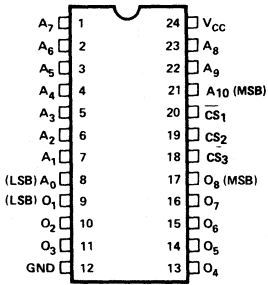 A₇ 1 24 V_CC
A₆ 2 23 A₈
A₅ 3 22 A₉
A₄ 4 21 A₁₀ (MSB)
A₃ 5 20 C̅S̅₁
A₂ 6 19 CS₂
A₁ 7 18 CS₃
(LSB) A₀ 8 17 O₈ (MSB)
(LSB) O₁ 9 16 O₇
O₂ 10 15 O₆
O₃ 11 14 O₅
GND 12 13 O₄